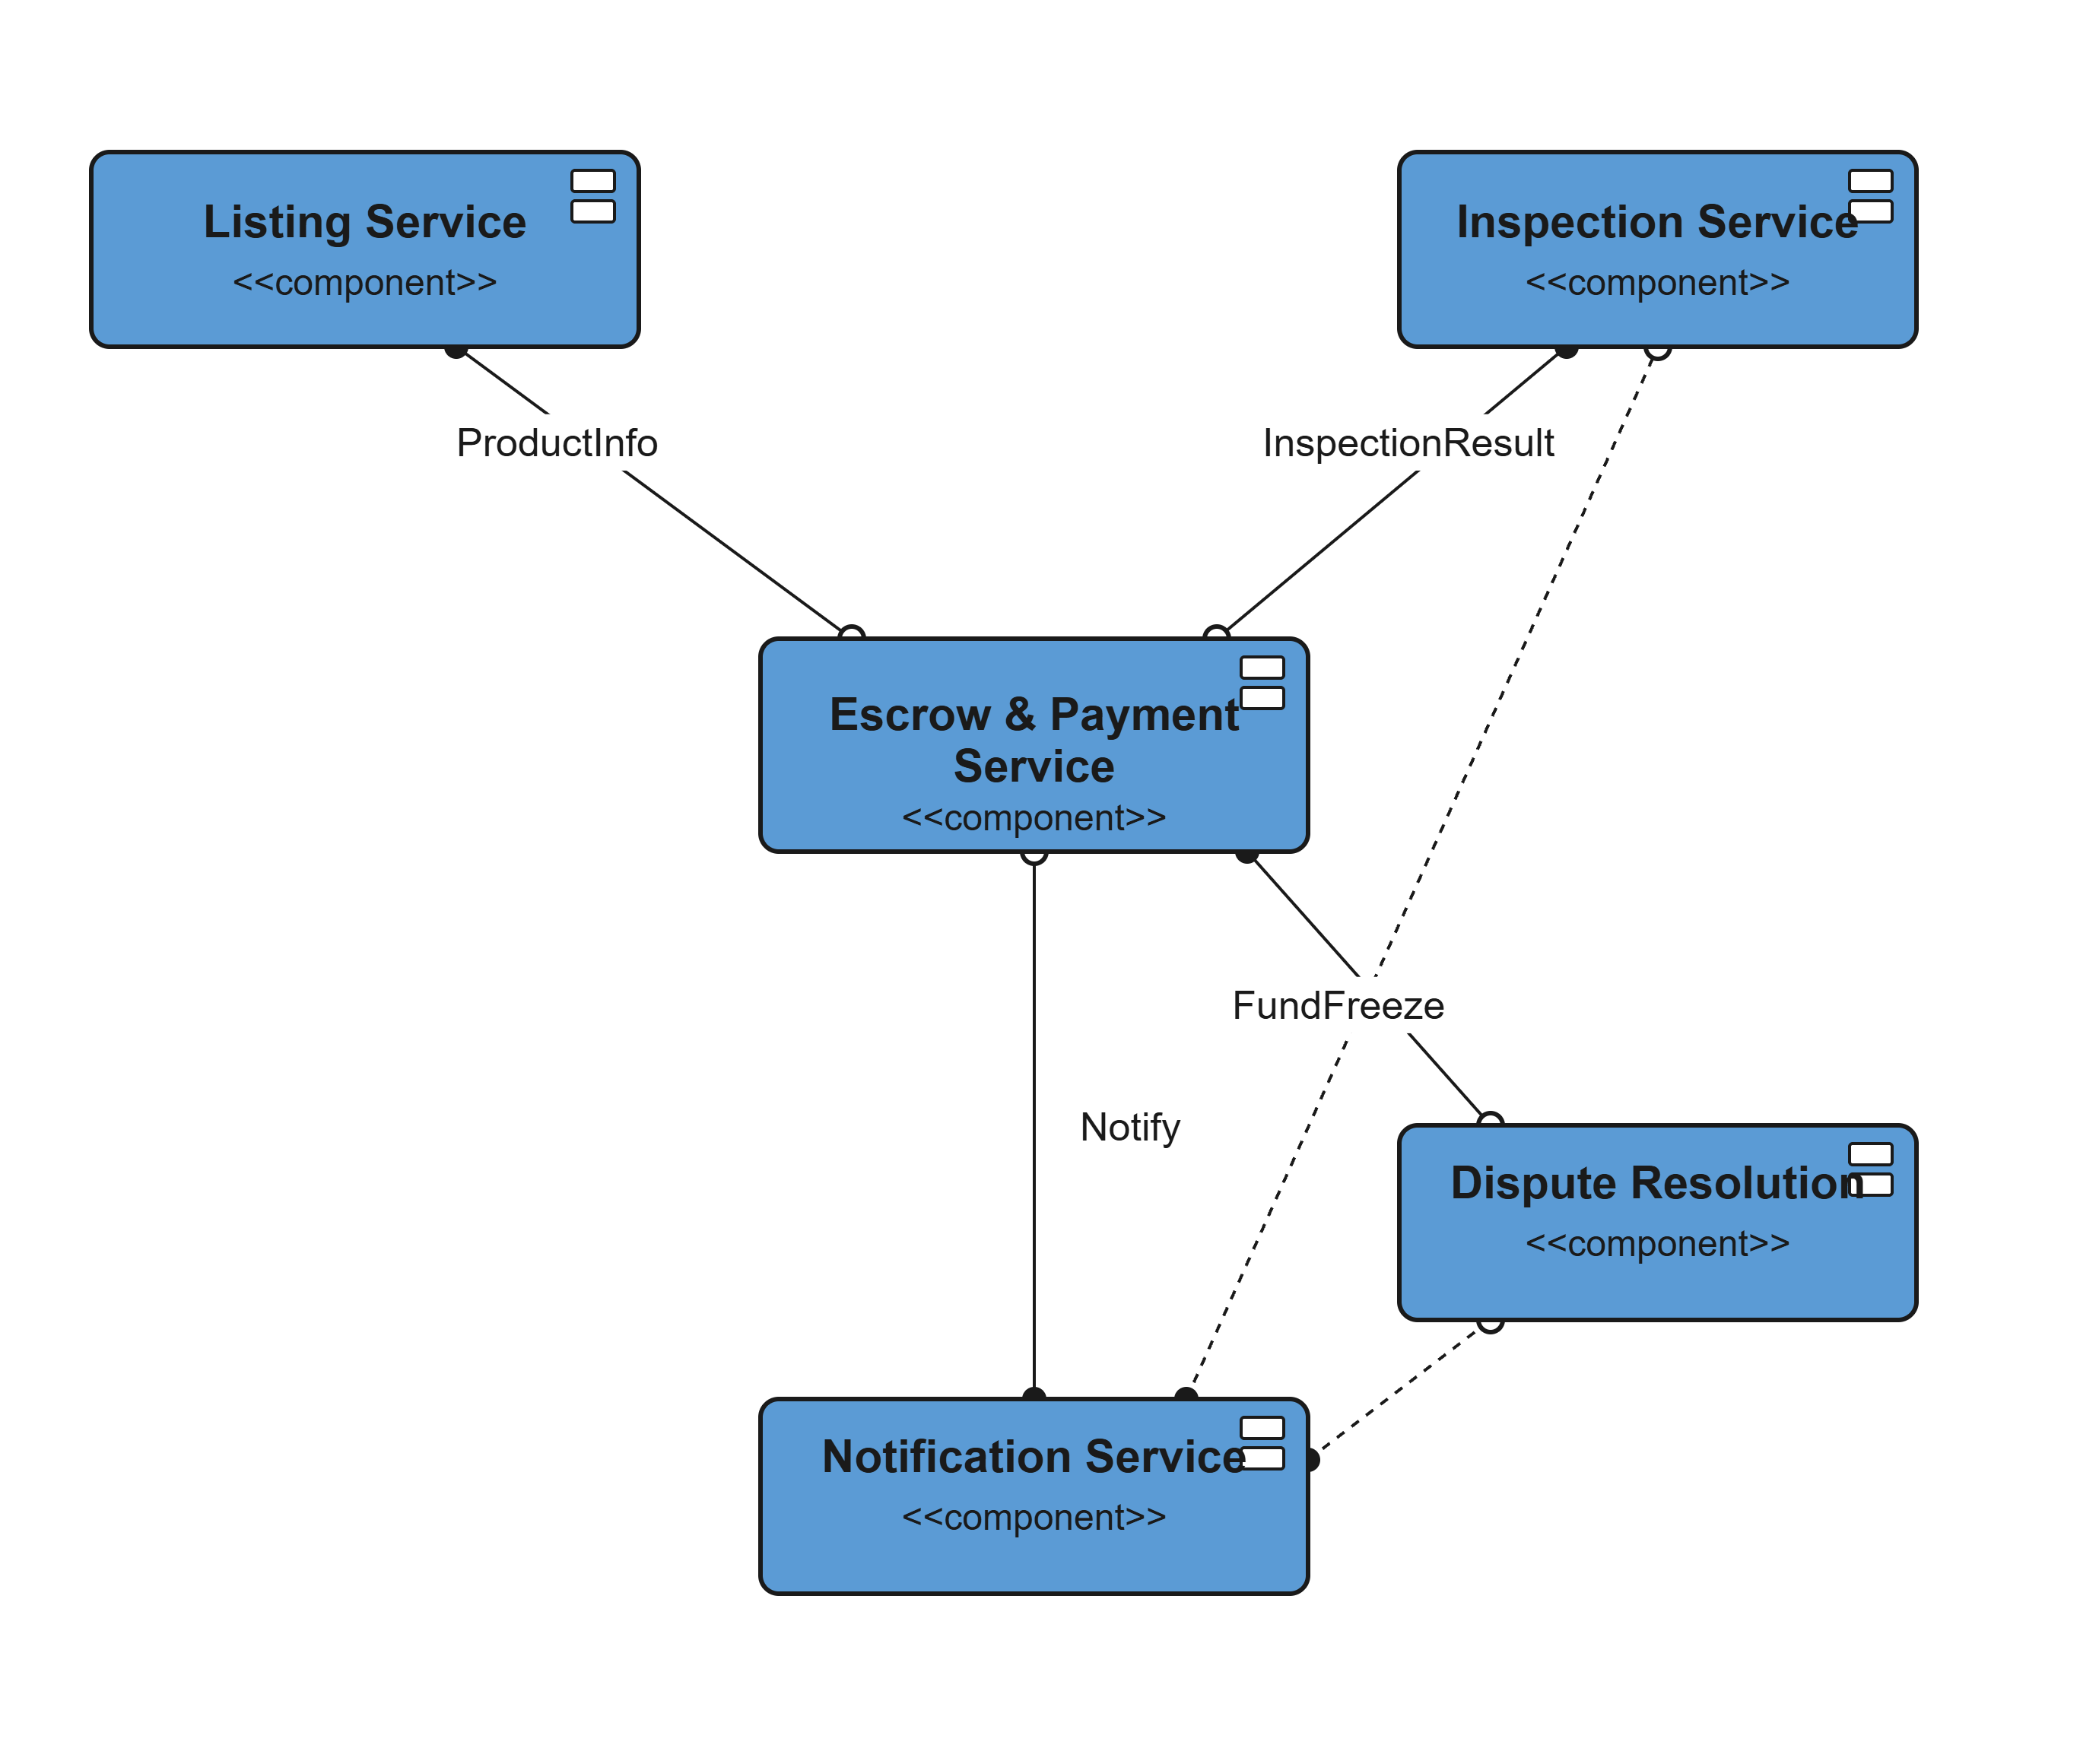 Listing Service
<<component>>
Inspection Service
<<component>>
ProductInfo
InspectionResult
Escrow & Payment
Service
<<component>>
FundFreeze
Notify
Dispute Resolution
<<component>>
Notification Service
<<component>>